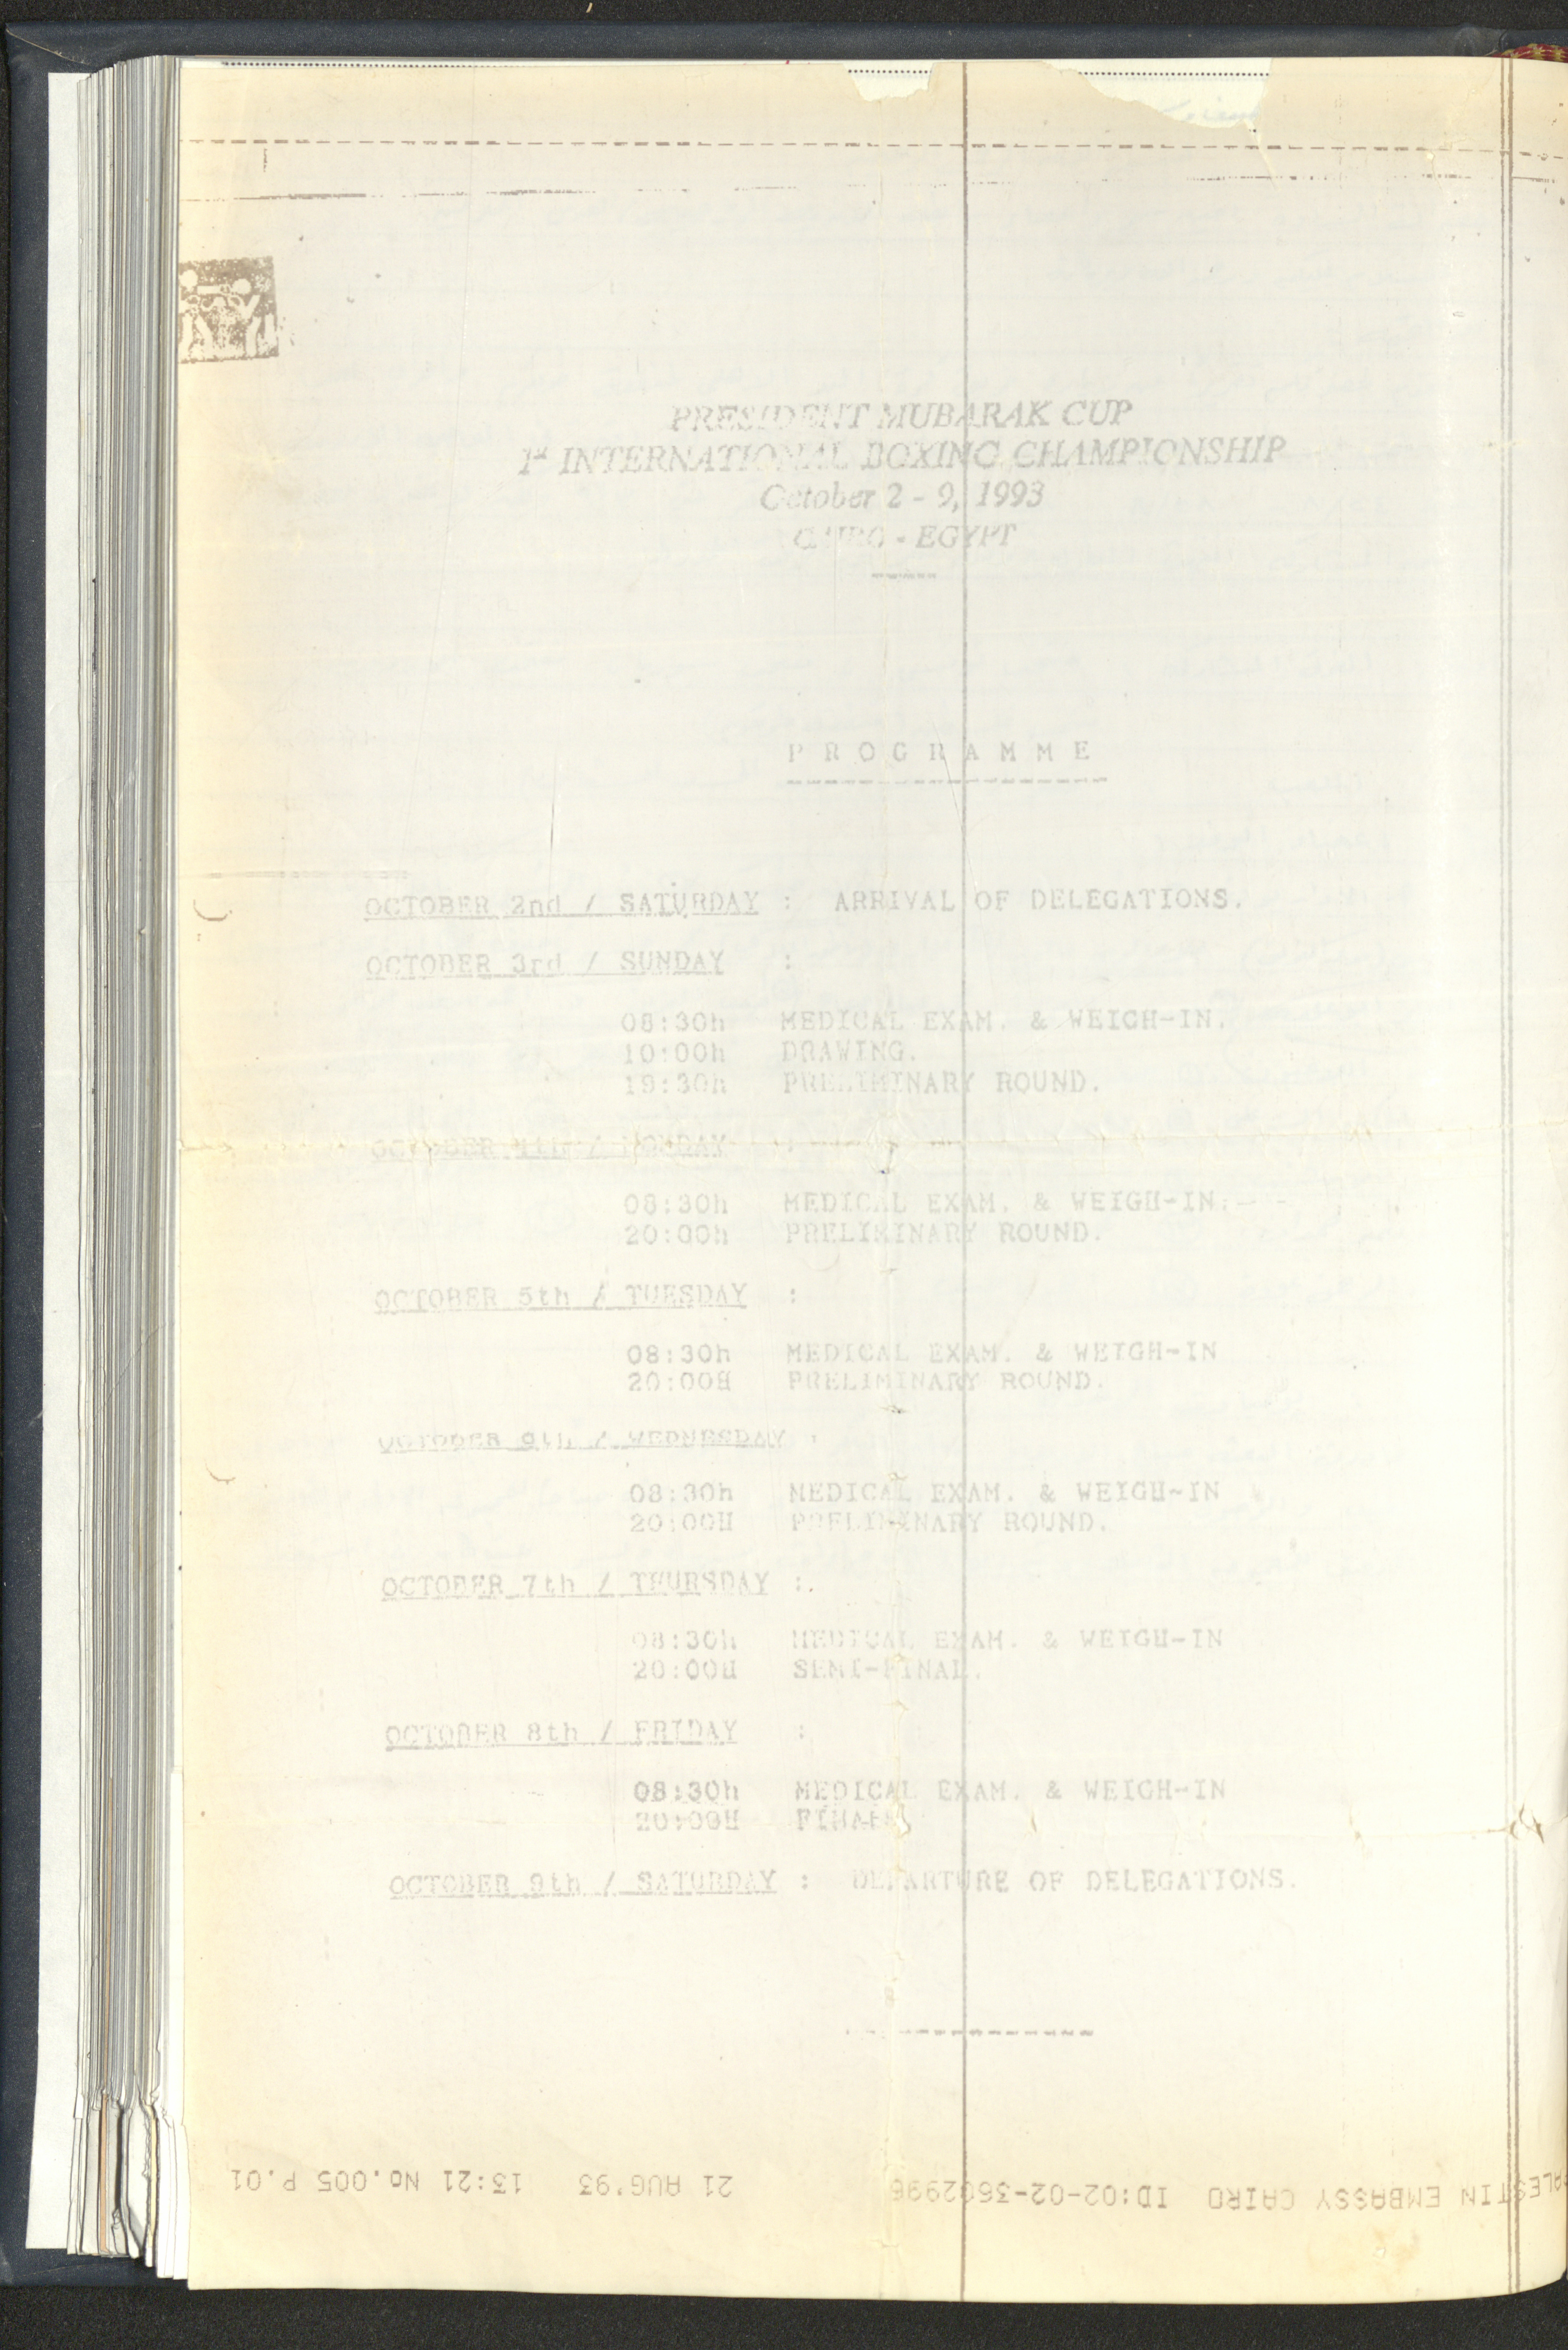 PRESIDENT MUBARAK CUP
1st INTERNATIONAL BOXING CHAMPIONSHIP
October 2 - 9, 1993
CAIRO - EGYPT
P R O G R A M M E
OCTOBER 2nd / SATURDAY : ARRIVAL OF DELEGATIONS.
OCTOBER 3rd / SUNDAY :
08:30h MEDICAL EXAM. & WEIGH-IN.
10:00h DRAWING.
19:30h PRELIMINARY ROUND.
OCTOBER 4th / MONDAY :
08:30h MEDICAL EXAM. & WEIGH-IN.
20:00h PRELIMINARY ROUND.
OCTOBER 5th / TUESDAY :
08:30h MEDICAL EXAM. & WEIGH-IN
20:00H PRELIMINARY ROUND.
OCTOBER 6th / WEDNESDAY :
08:30h MEDICAL EXAM. & WEIGH-IN
20:00H PRELIMINARY ROUND.
OCTOBER 7th / THURSDAY :
08:30h MEDICAL EXAM. & WEIGH-IN
20:00H SEMI-FINAL.
OCTOBER 8th / FRIDAY :
08:30h MEDICAL EXAM. & WEIGH-IN
20:00H FINALS
OCTOBER 9th / SATURDAY : DEPARTURE OF DELEGATIONS.
ALESTIN EMBASSY CAIRO ID:02-02-3602996 21 AUG'93 13:21 No.005 P.01